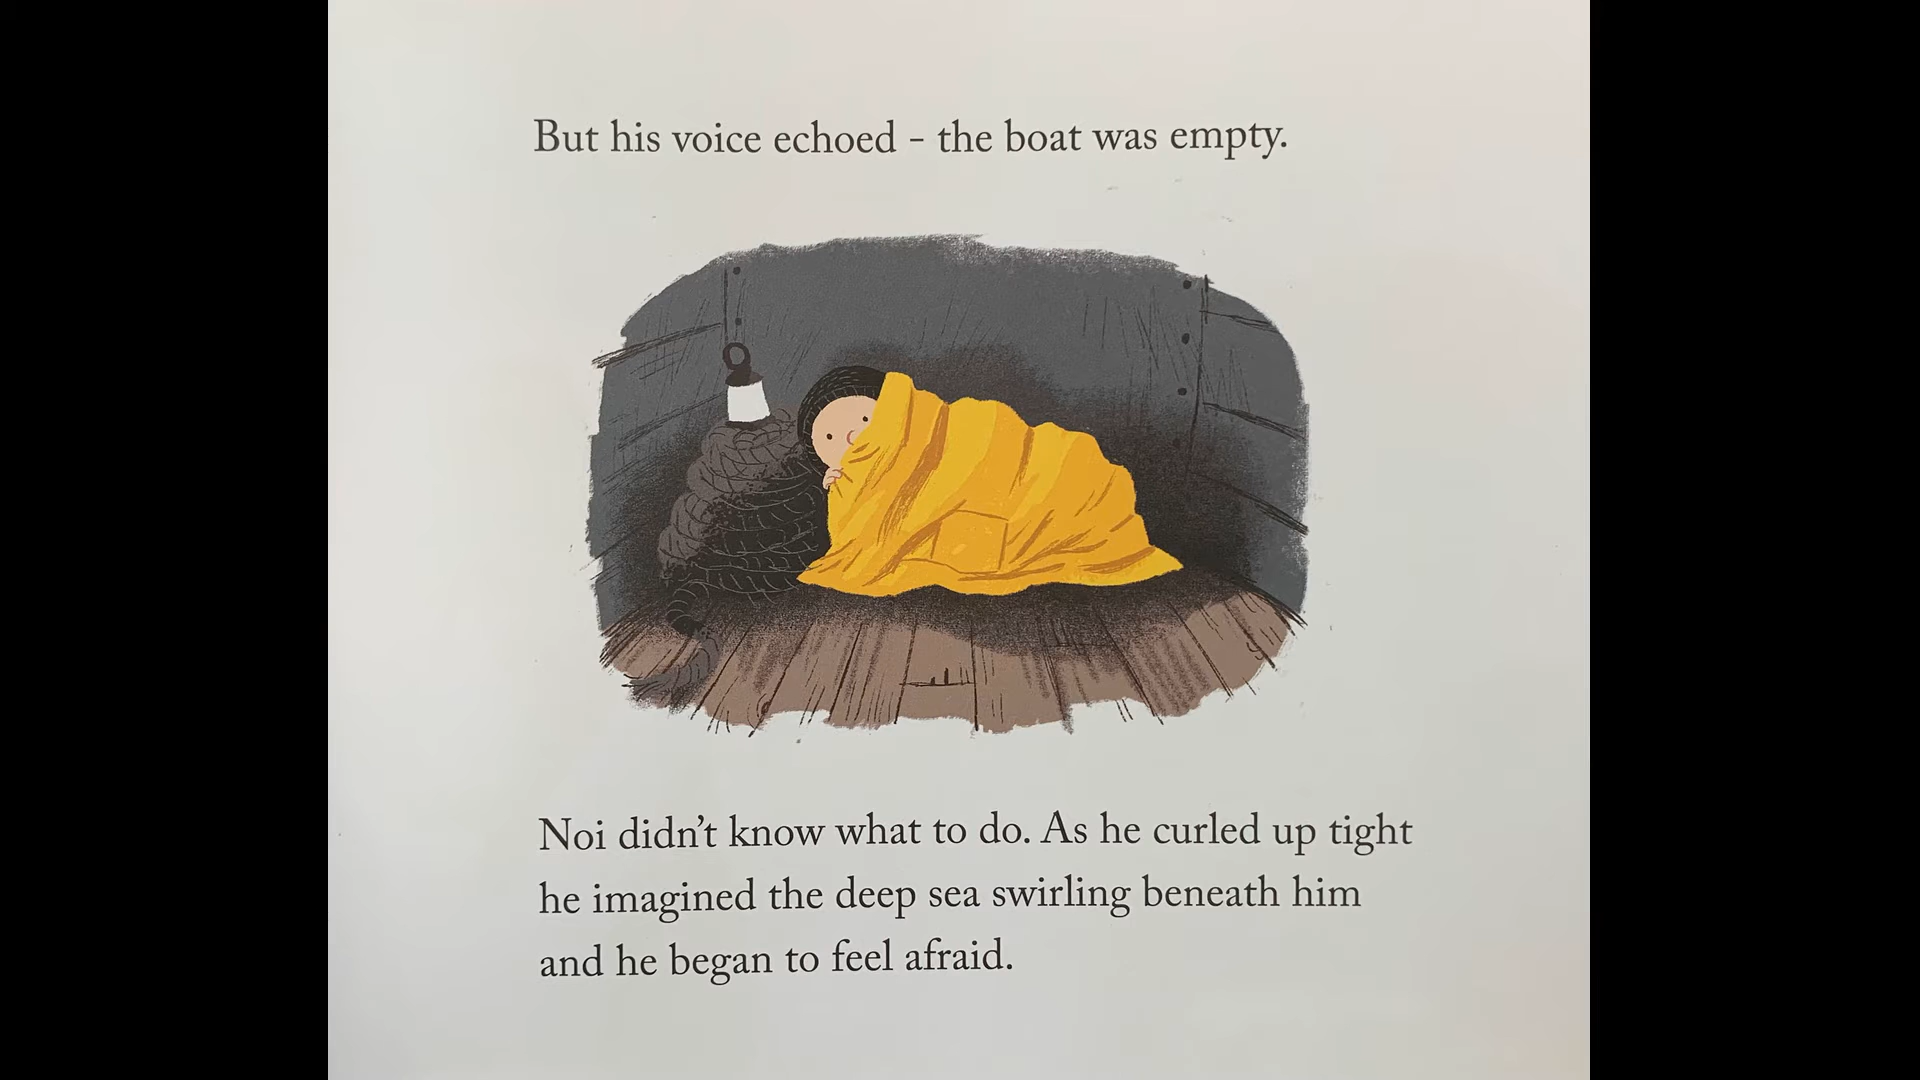 But his voice echoed – the boat was empty.
Noi didn't know what to do. As he curled up tight
he imagined the deep sea swirling beneath him
and he began to feel afraid.